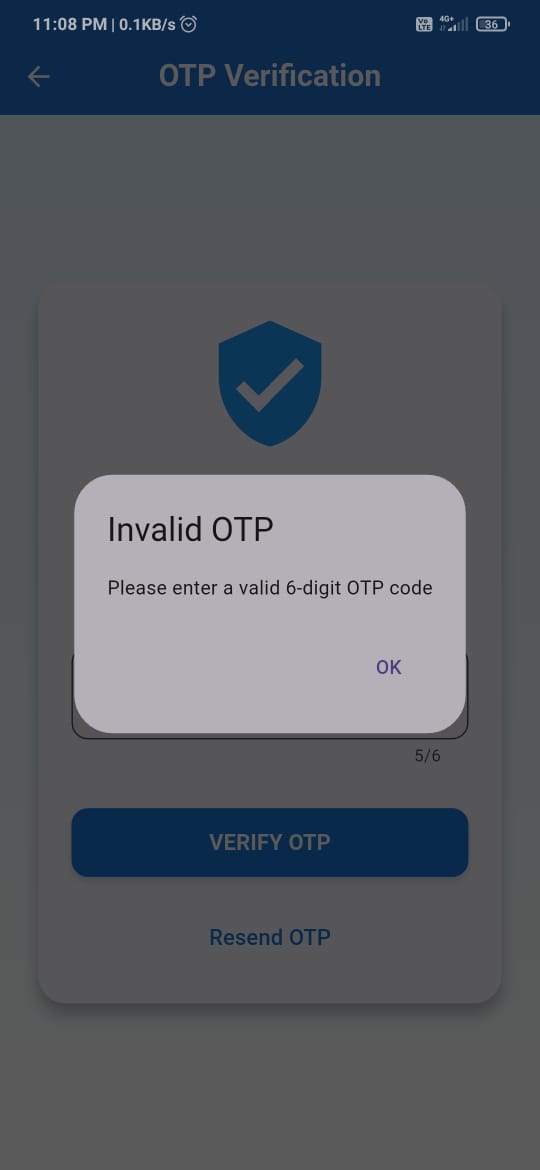 11:08 PM | 0.1KB/s
Vo LTE 4G+ 36
OTP Verification
Invalid OTP
Please enter a valid 6-digit OTP code
OK
5/6
VERIFY OTP
Resend OTP